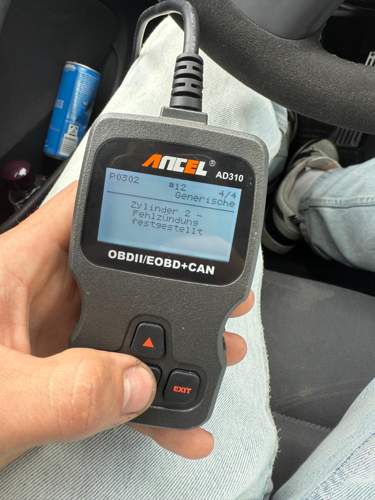 ANCEL®
AD310
P0302 #12 4/4
Generische
Zylinder 2 -
Fehlzündung
festgestellt
OBDII/EOBD+CAN
EXIT